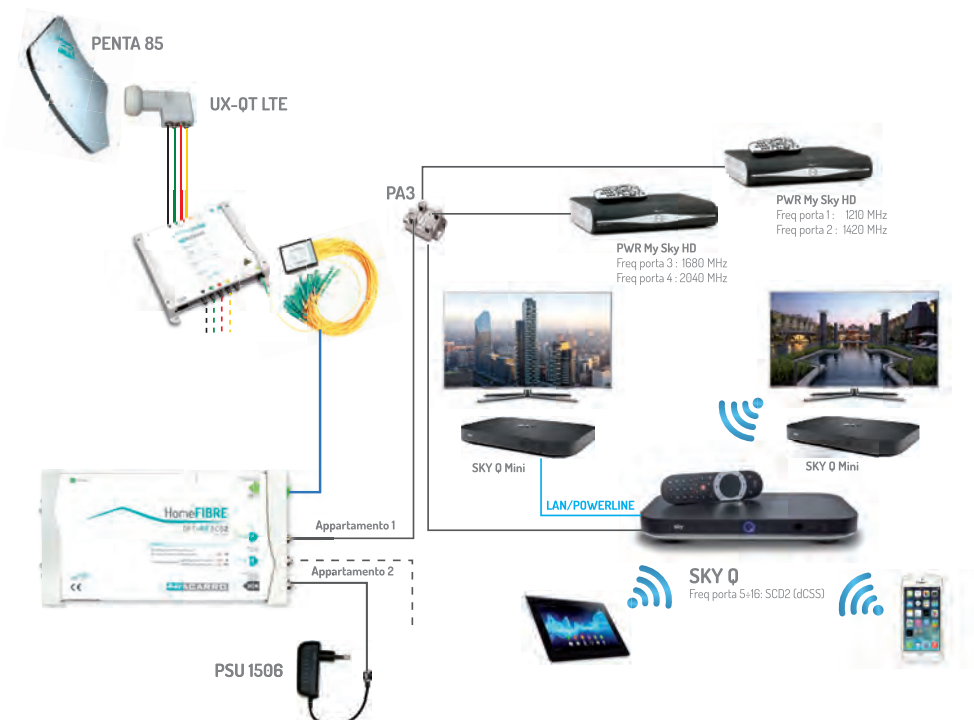 PENTA 85
UX-QT LTE
PA3
PWR My Sky HD
Freq porta 1 : 1210 MHz
Freq porta 2 : 1420 MHz
PWR My Sky HD
Freq porta 3 : 1680 MHz
Freq porta 4 : 2040 MHz
SKY Q Mini
SKY Q Mini
LAN/POWERLINE
HomeFIBRE
Appartamento 1
Appartamento 2
SKY Q
Freq porta 5÷16: SCD2 (dCSS)
PSU 1506